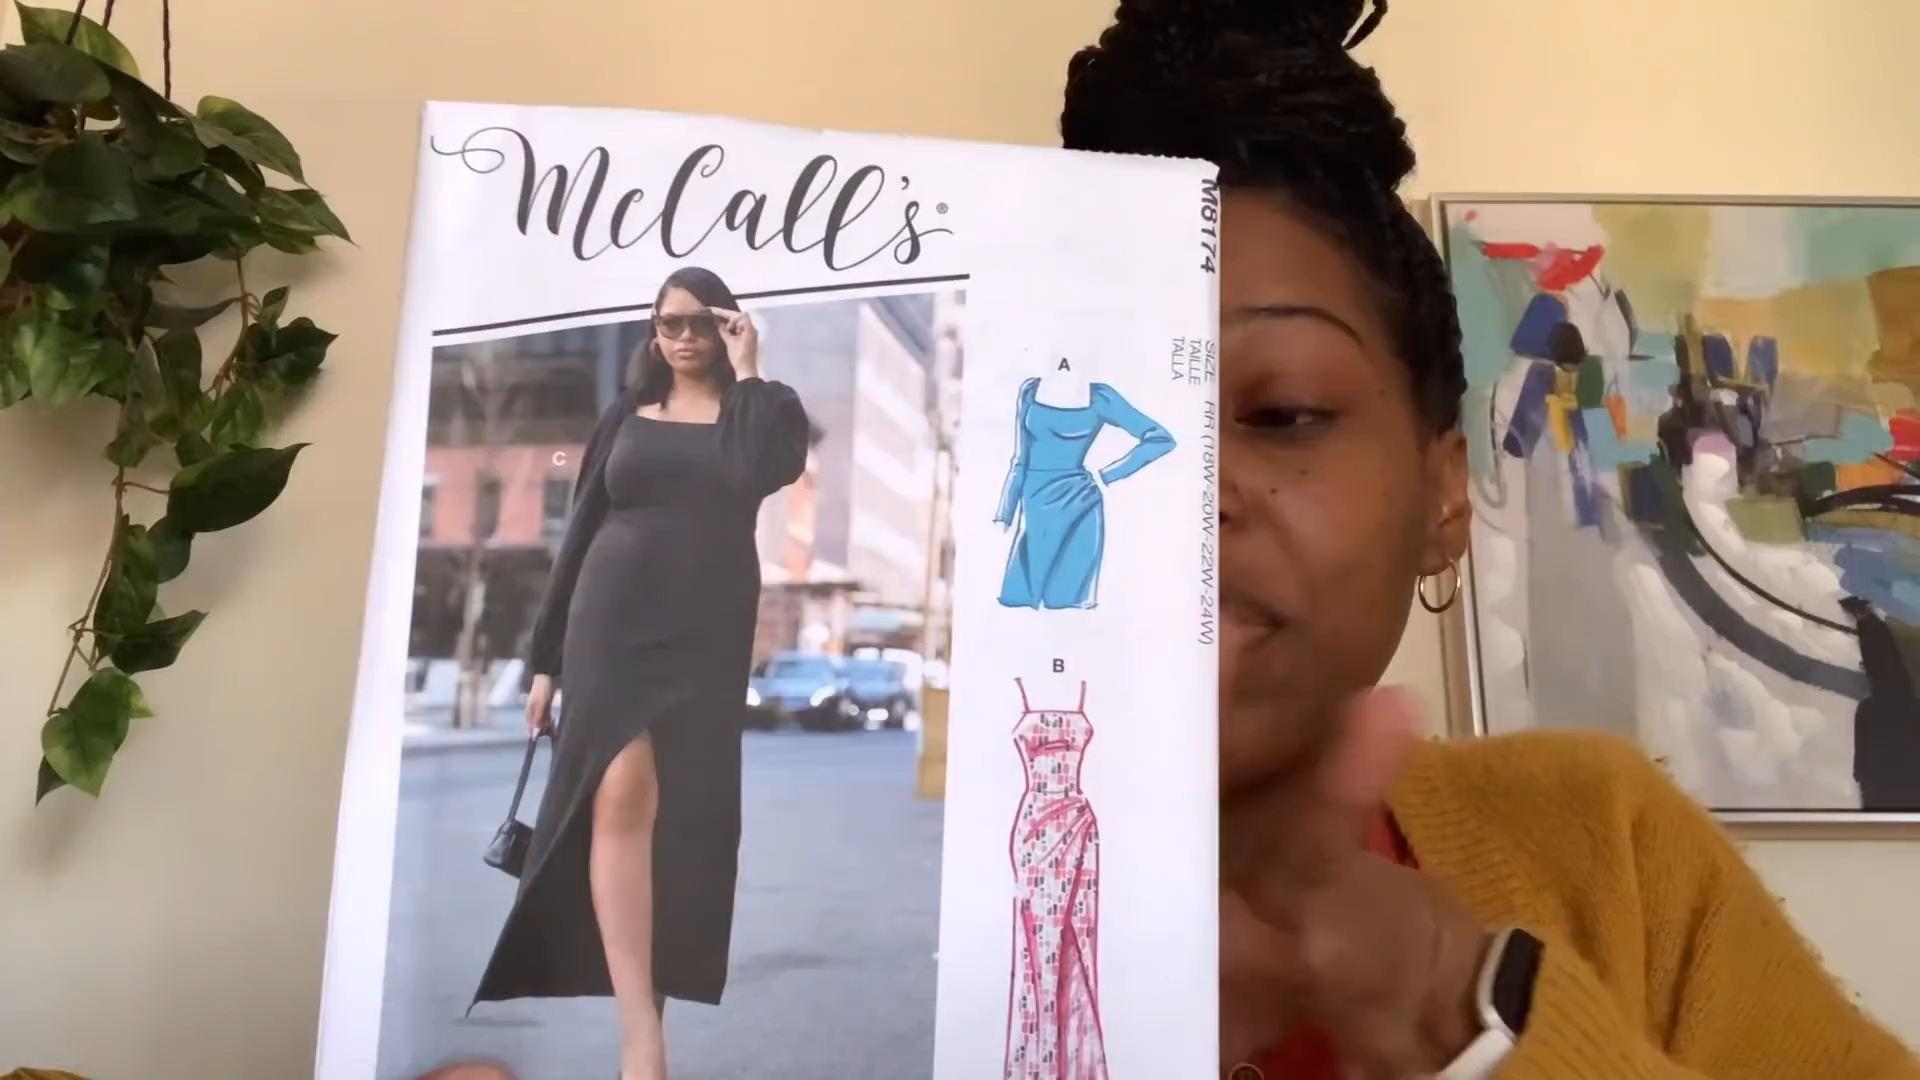 McCall's®
M8174
SIZE RR (18W-20W-22W-24W)
TAILLE
TALLA
A
C
B